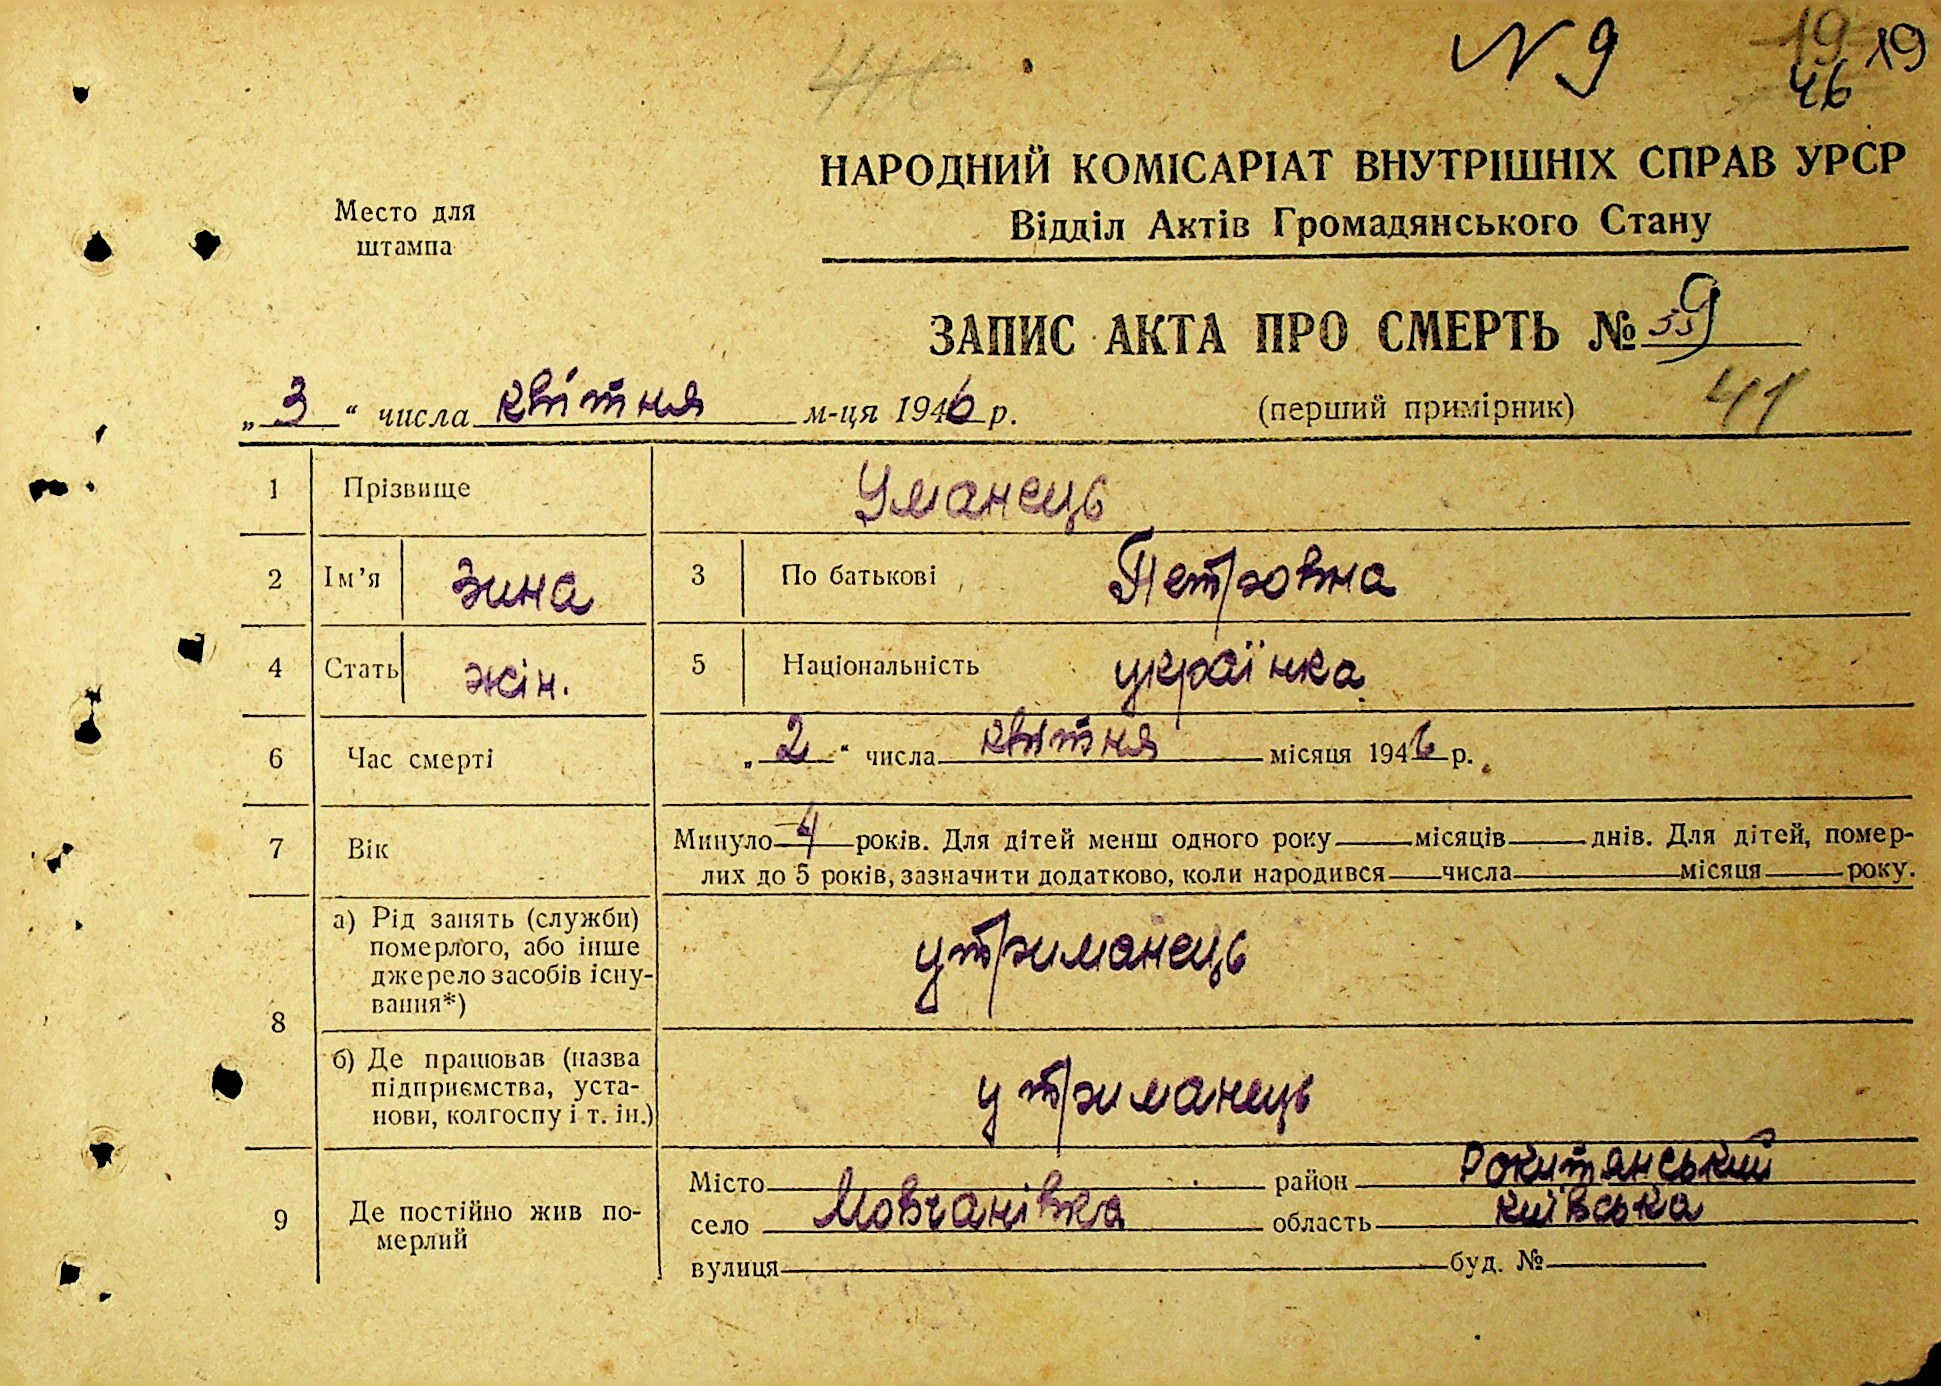 N 9 19 19
46
НАРОДНИЙ КОМІСАРІАТ ВНУТРІШНІХ СПРАВ УРСР
Место для штампа
Відділ Актів Громадянського Стану
ЗАПИС АКТА ПРО СМЕРТЬ № 9
„ 3 “ числа квітня м-ця 1946 р. (перший примірник) 41
1 Прізвище Уманець
2 Ім’я Зина 3 По батькові Петровна
4 Стать жін. 5 Національність українка
6 Час смерті „ 2 “ числа квітня місяця 1946 р.
7 Вік Минуло 4 років. Для дітей менш одного року місяців днів. Для дітей, помер-
лих до 5 років, зазначити додатково, коли народився числа місяця року.
8 а) Рід занять (служби)
померлого, або інше
джерело засобів існу-
вання*)
утриманець
б) Де працював (назва
підприємства, уста-
нови, колгоспу і т. ін.)
утриманець
9 Де постійно жив по-
мерлий
Місто район Рокитянський
село Мовчанівка область київська
вулиця буд. №